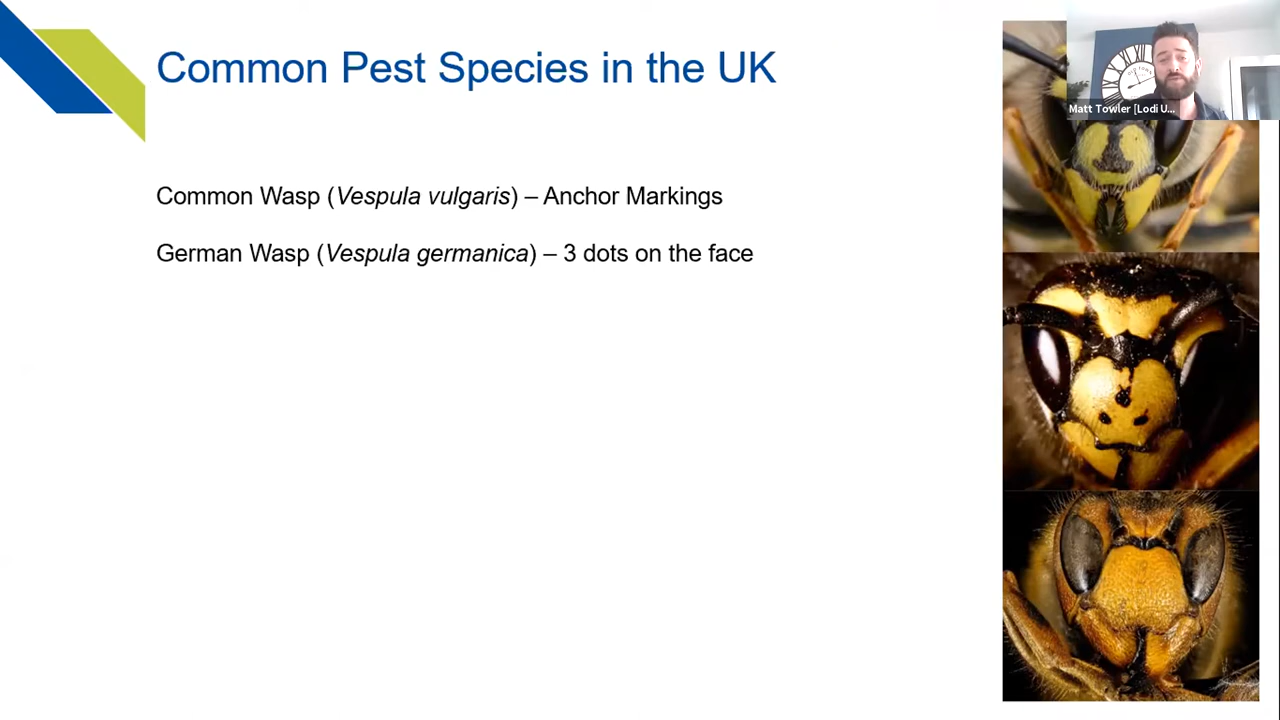 Common Pest Species in the UK
Matt Towler [Lodi U...
Common Wasp (Vespula vulgaris) – Anchor Markings
German Wasp (Vespula germanica) – 3 dots on the face